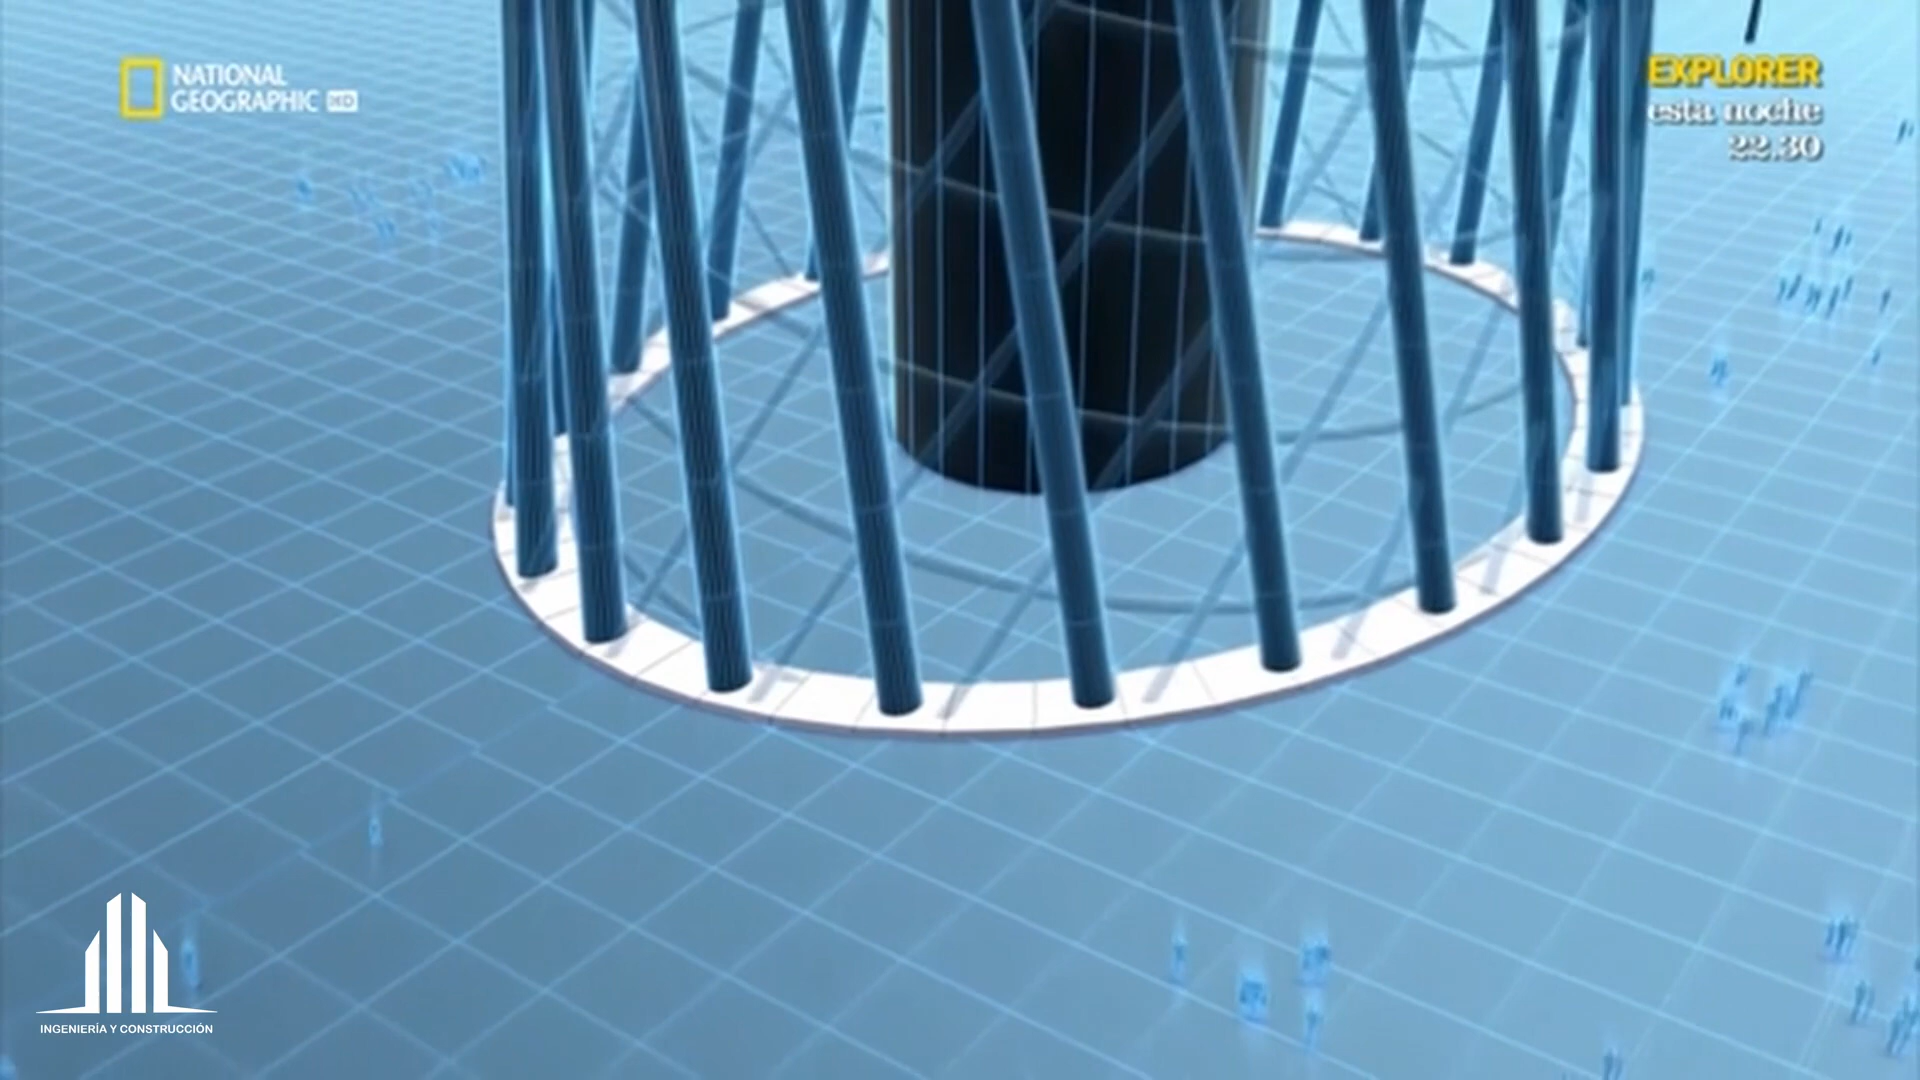 NATIONAL
GEOGRAPHIC HD
EXPLORER
esta noche
22.30
INGENIERÍA Y CONSTRUCCIÓN